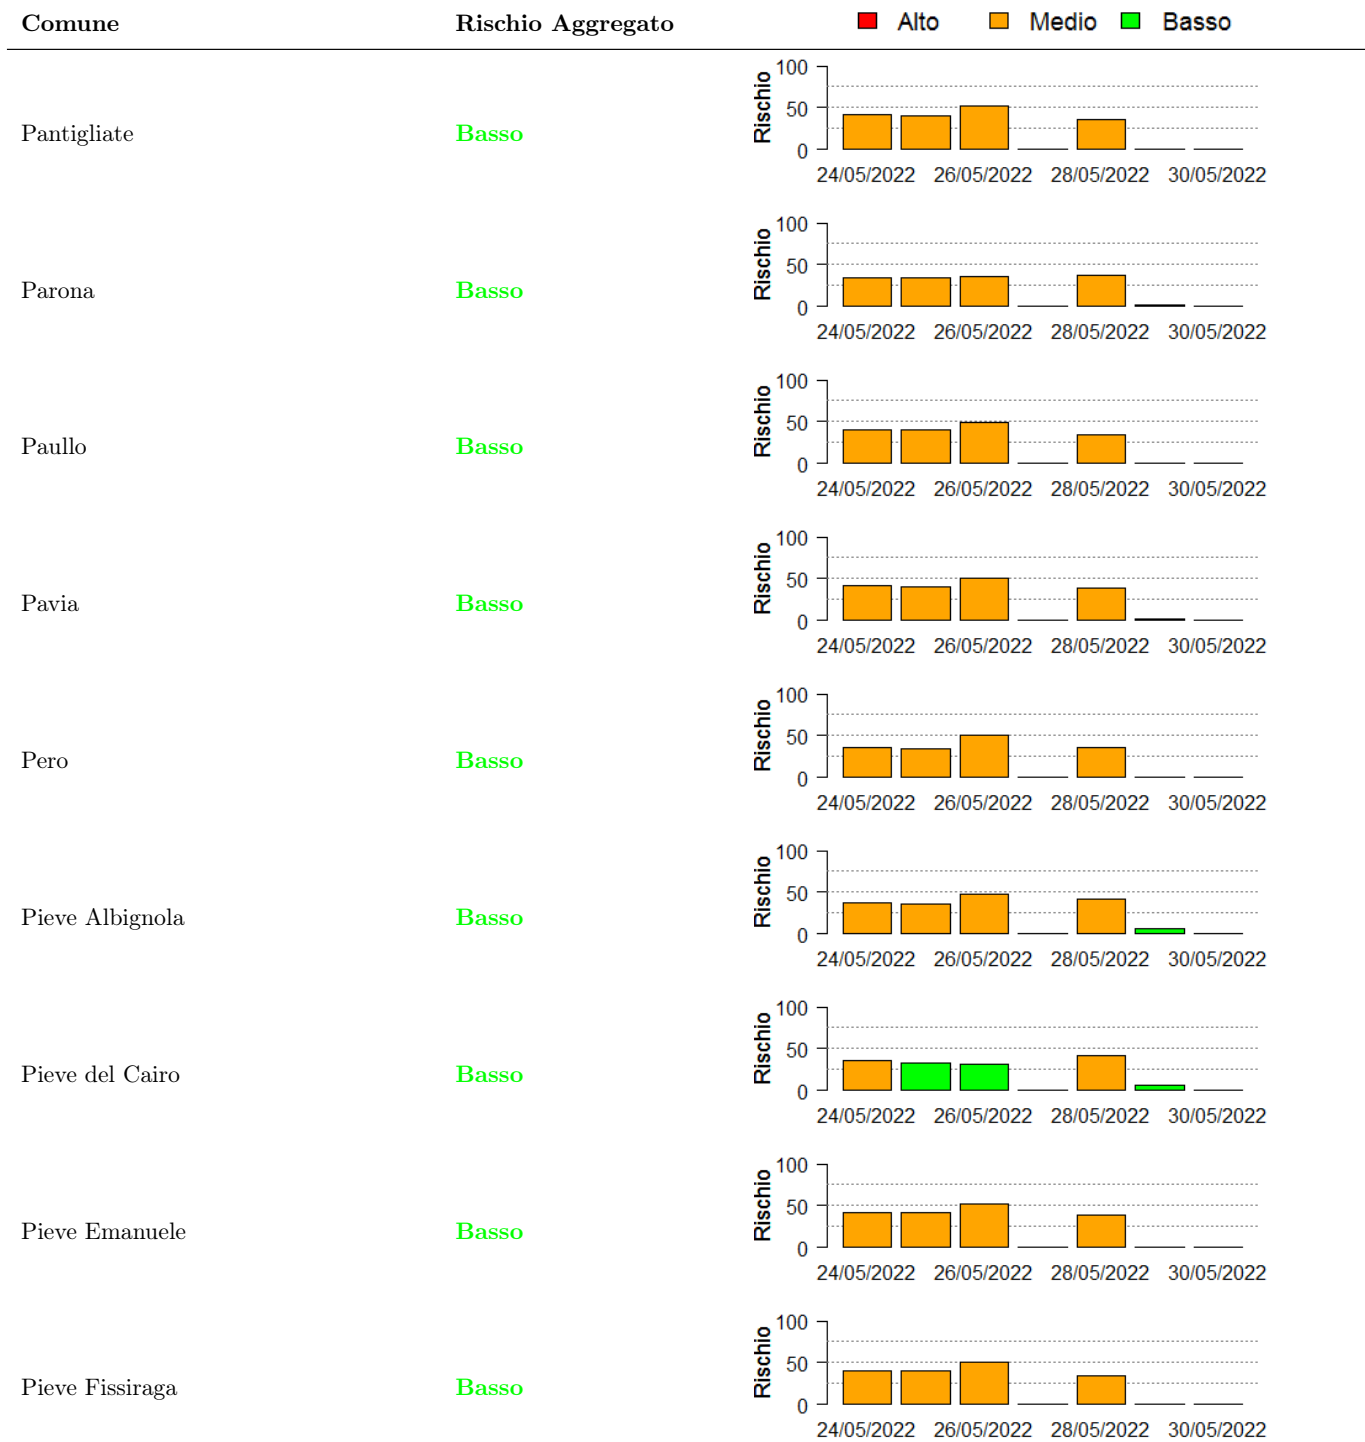 Comune Rischio Aggregato Alto Medio Basso
100
50
0
Rischio
Pantigliate Basso
24/05/2022 26/05/2022 28/05/2022 30/05/2022
100
50
0
Rischio
Parona Basso
24/05/2022 26/05/2022 28/05/2022 30/05/2022
100
50
0
Rischio
Paullo Basso
24/05/2022 26/05/2022 28/05/2022 30/05/2022
100
50
0
Rischio
Pavia Basso
24/05/2022 26/05/2022 28/05/2022 30/05/2022
100
50
0
Rischio
Pero Basso
24/05/2022 26/05/2022 28/05/2022 30/05/2022
100
50
0
Rischio
Pieve Albignola Basso
24/05/2022 26/05/2022 28/05/2022 30/05/2022
100
50
0
Rischio
Pieve del Cairo Basso
24/05/2022 26/05/2022 28/05/2022 30/05/2022
100
50
0
Rischio
Pieve Emanuele Basso
24/05/2022 26/05/2022 28/05/2022 30/05/2022
100
50
0
Rischio
Pieve Fissiraga Basso
24/05/2022 26/05/2022 28/05/2022 30/05/2022